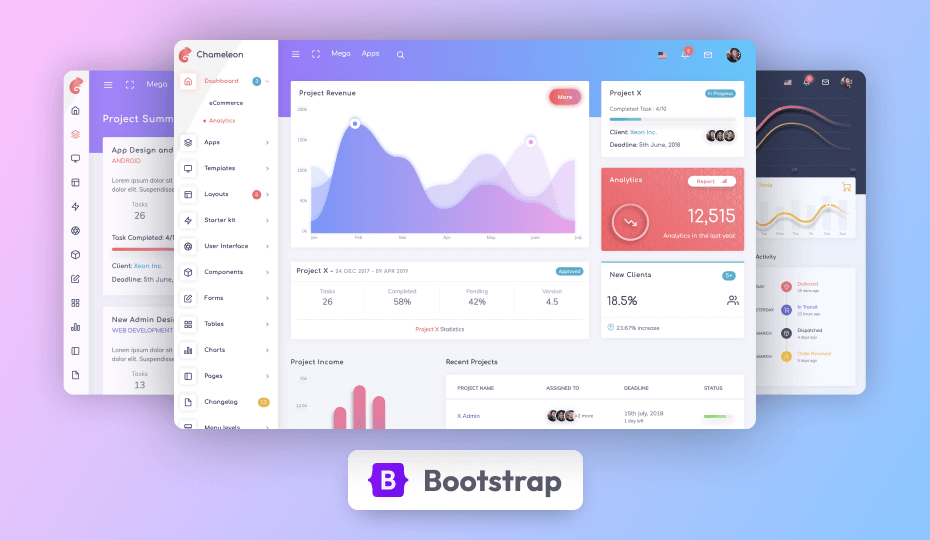 Chameleon
Mega
Apps
5
Dashboard
3
eCommerce
Analytics
Apps
Templates
Layouts
5
Starter kit
User Interface
Components
Forms
Tables
Charts
Pages
Changelog
Menu levels
Project Revenue
More
Jan
Feb
Mar
Apr
May
June
July
Project X
In Progress
Completed Task : 4/10
Client: Xeon Inc.
Deadline: 5th June, 2018
Analytics
Report
12,515
Analytics in the last year
Project X - 24 DEC 2017 - 09 APR 2019
Approved
Tasks
Completed
Pending
Version
26
58%
42%
4.5
Project X Statistics
New Clients
5+
18.5%
23.67% increase
Project Income
Recent Projects
PROJECT NAME
ASSIGNED TO
DEADLINE
STATUS
X Admin
+2 more
15th July, 2018
1 day left
Mega
Project Summ
App Design and
ANDROID
Lorem ipsum dolor sit
dolor elit. Suspendisse
Tasks
26
Task Completed: 4/1
Client: Xeon Inc.
Deadline: 5th June,
New Admin Desig
WEB DEVELOPMENT
Lorem ipsum dolor sit
dolor elit. Suspendiss
Tasks
13
Activity
Delivered
In Transit
Dispatched
Order Received
B
Bootstrap